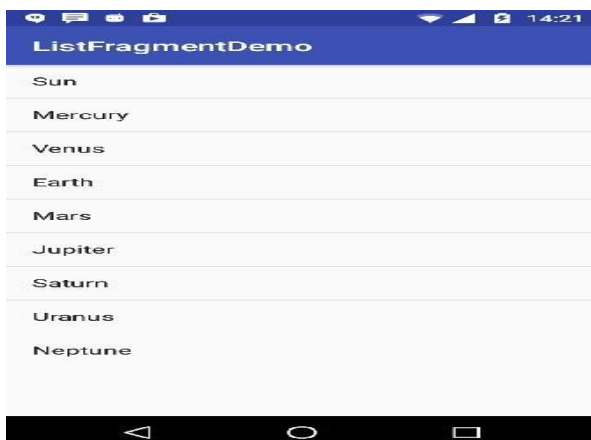 14:21
ListFragmentDemo
Sun
Mercury
Venus
Earth
Mars
Jupiter
Saturn
Uranus
Neptune